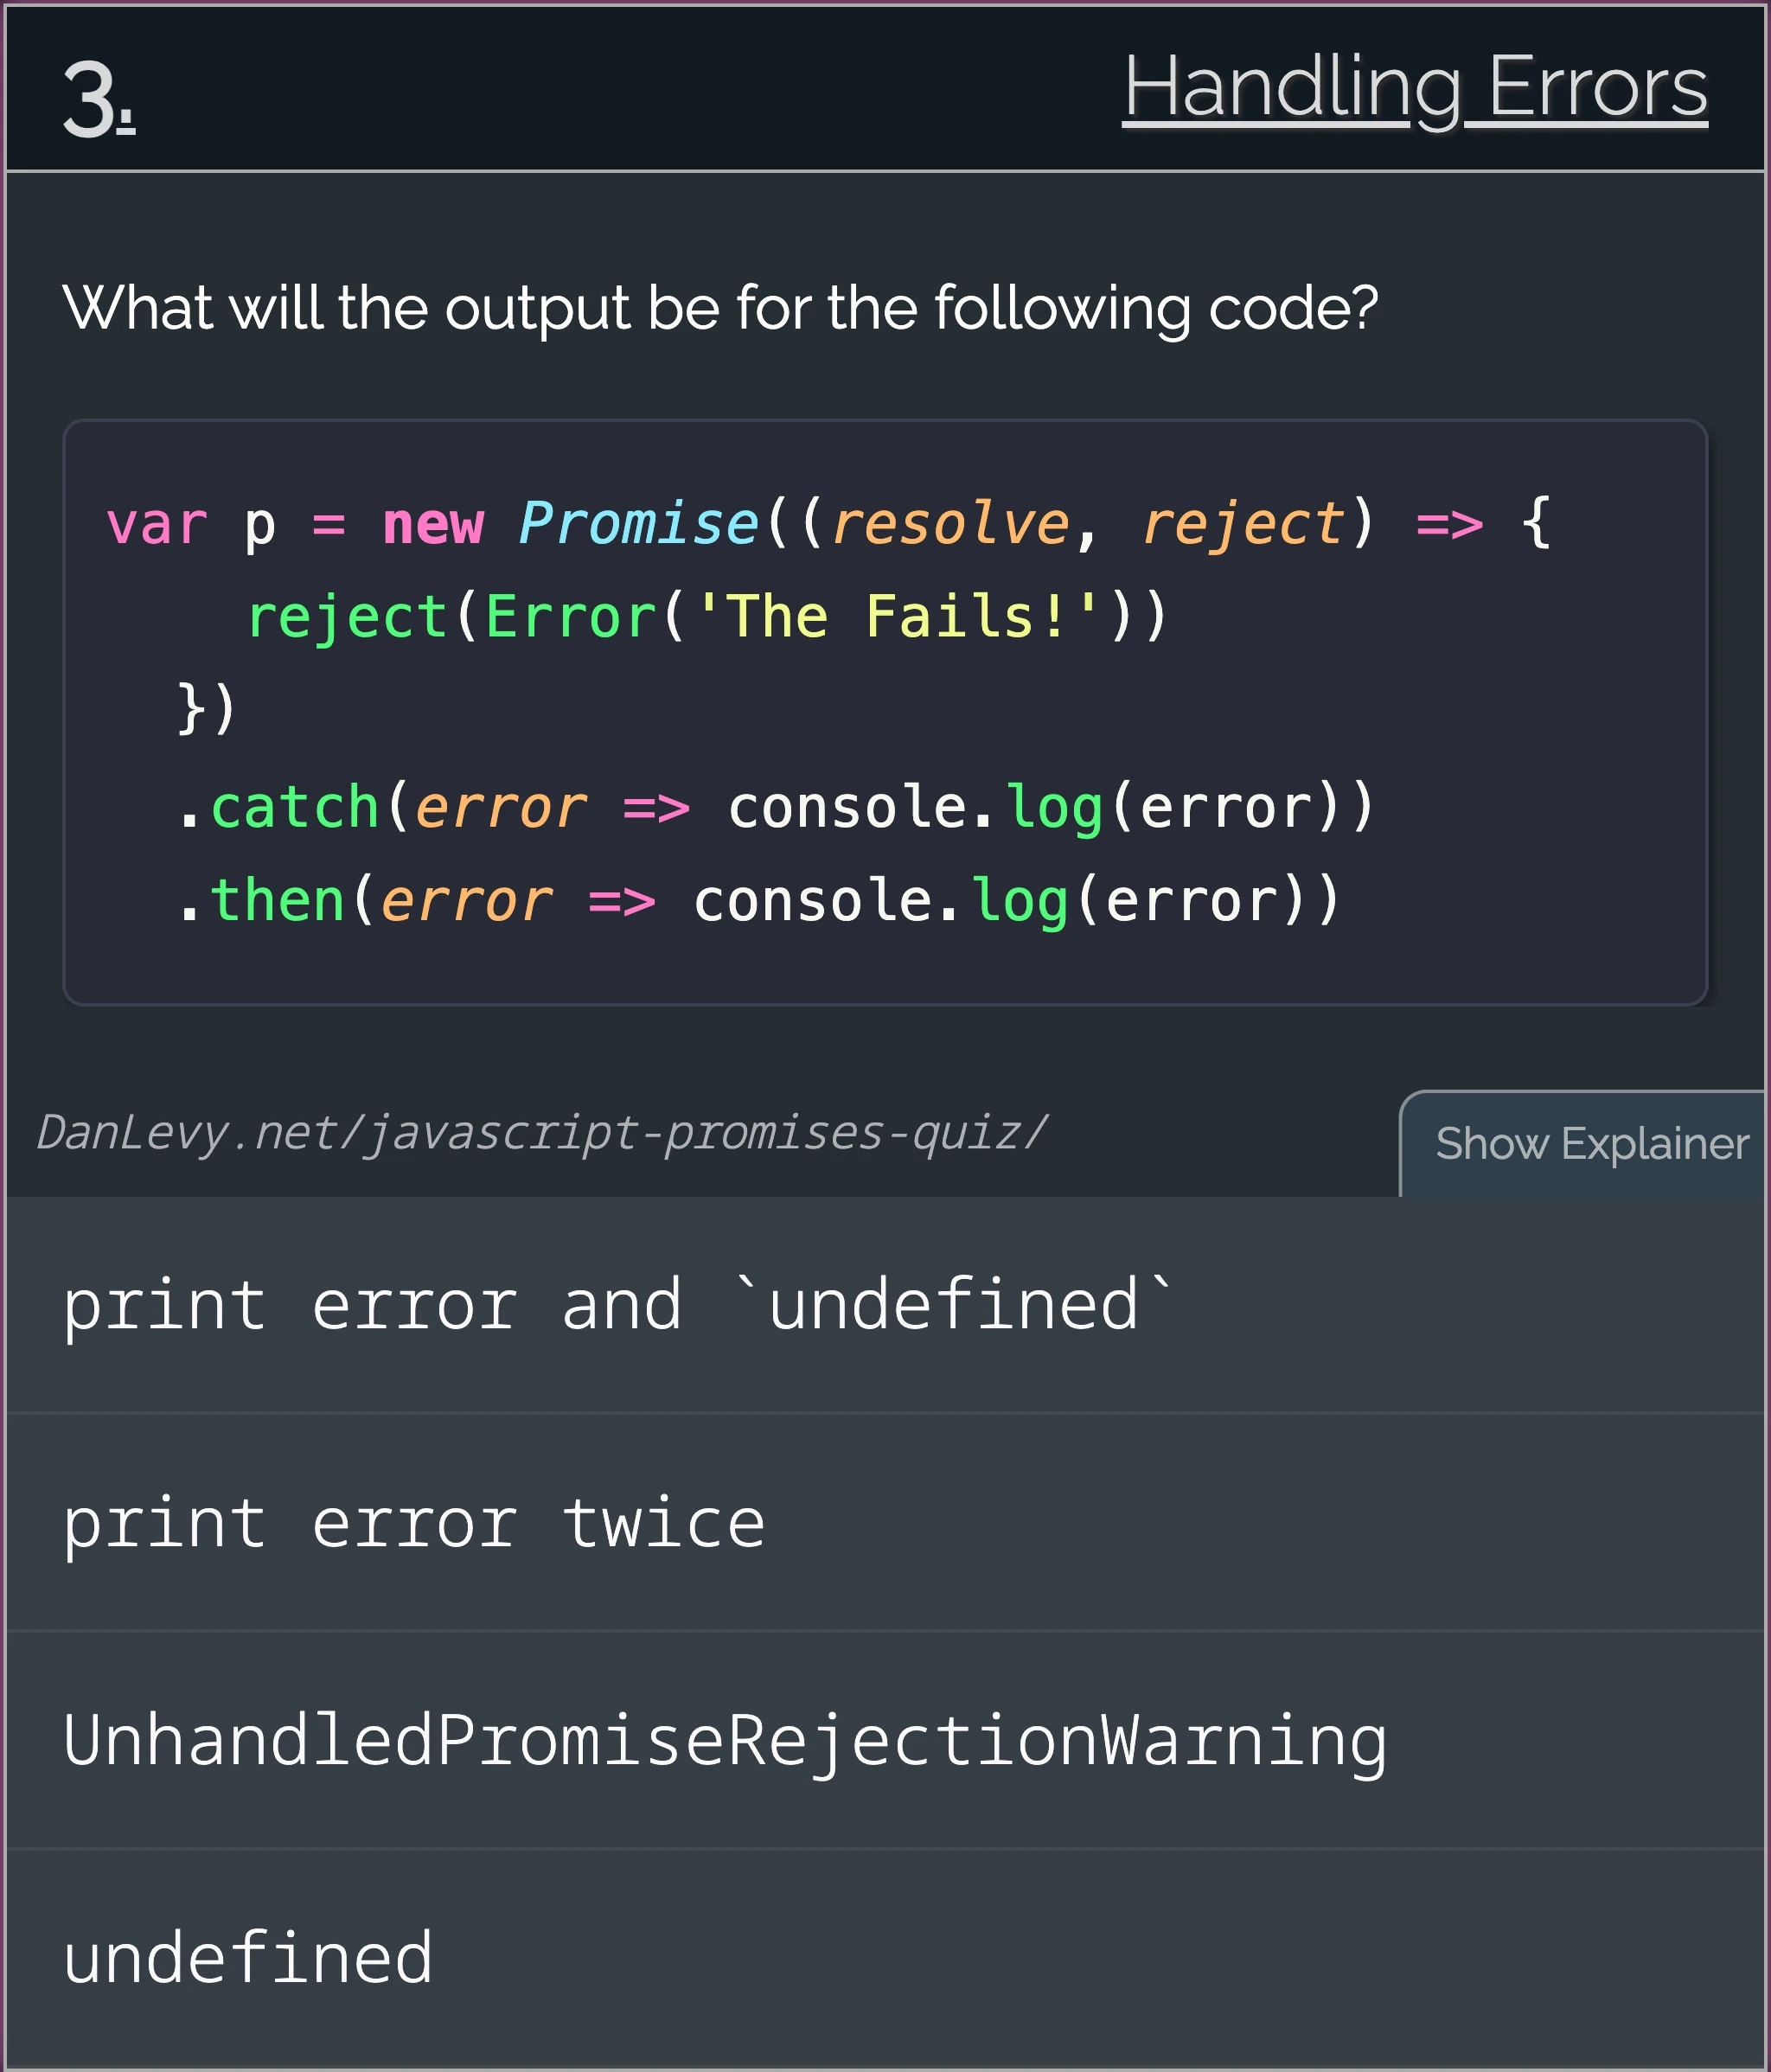 3.
Handling Errors
What will the output be for the following code?
var p = new Promise((resolve, reject) => {
    reject(Error('The Fails!'))
  })
  .catch(error => console.log(error))
  .then(error => console.log(error))
DanLevy.net/javascript-promises-quiz/
Show Explainer
print error and `undefined`
print error twice
UnhandledPromiseRejectionWarning
undefined